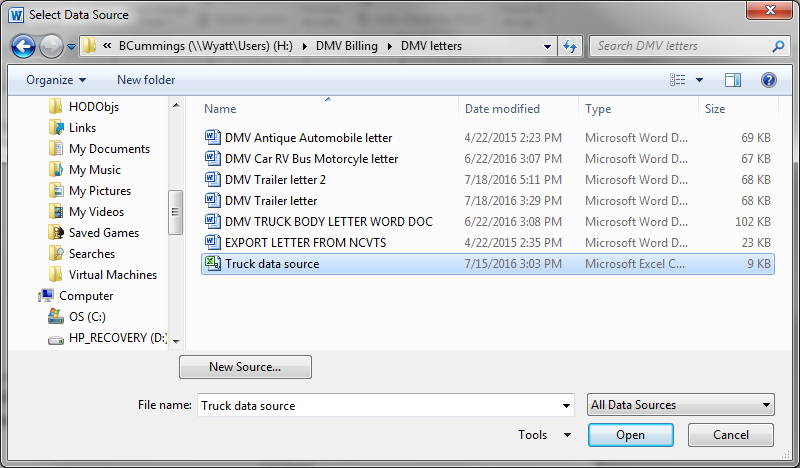 Select Data Source
« BCummings (\\Wyatt\Users) (H:) DMV Billing DMV letters Search DMV letters
Organize New folder
Name Date modified Type Size
HODObjs
Links
My Documents
My Music
My Pictures
My Videos
Saved Games
Searches
Virtual Machines
Computer
OS (C:)
HP_RECOVERY (D:)
DMV Antique Automobile letter 4/22/2015 2:23 PM Microsoft Word D... 69 KB
DMV Car RV Bus Motorcyle letter 6/22/2016 3:07 PM Microsoft Word D... 67 KB
DMV Trailer letter 2 7/18/2016 5:11 PM Microsoft Word D... 68 KB
DMV Trailer letter 7/18/2016 3:29 PM Microsoft Word D... 68 KB
DMV TRUCK BODY LETTER WORD DOC 6/22/2016 3:08 PM Microsoft Word D... 102 KB
EXPORT LETTER FROM NCVTS 4/22/2015 2:35 PM Microsoft Word D... 23 KB
Truck data source 7/15/2016 3:03 PM Microsoft Excel C... 9 KB
New Source...
File name: Truck data source All Data Sources
Tools Open Cancel